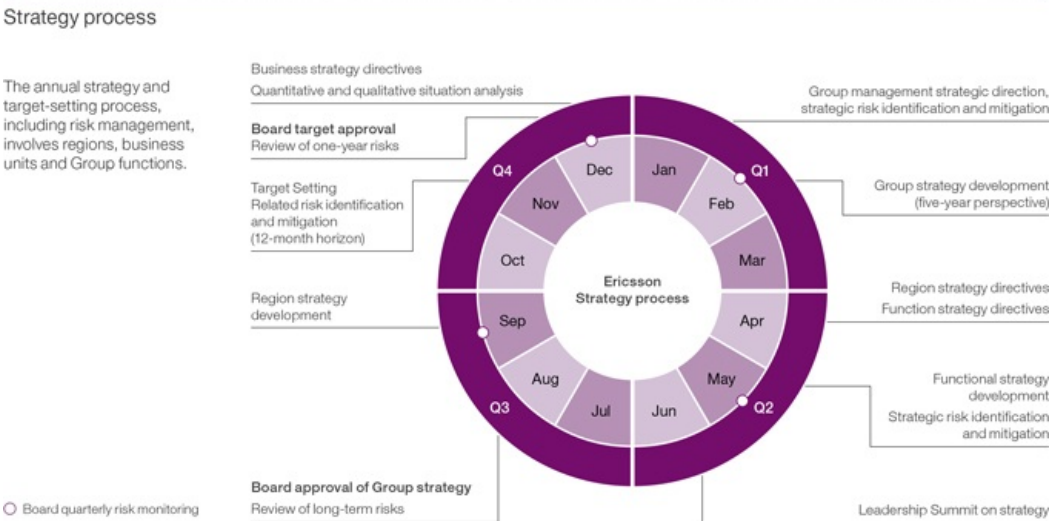 Strategy process
The annual strategy and
target-setting process,
including risk management,
involves regions, business
units and Group functions.
Business strategy directives
Quantitative and qualitative situation analysis
Board target approval
Review of one-year risks
Target Setting
Related risk identification
and mitigation
(12-month horizon)
Region strategy
development
Board approval of Group strategy
Review of long-term risks
Q4
Q1
Q3
Q2
Dec
Jan
Nov
Feb
Oct
Mar
Ericsson
Strategy process
Sep
Apr
Aug
May
Jul
Jun
Group management strategic direction,
strategic risk identification and mitigation
Group strategy development
(five-year perspective)
Region strategy directives
Function strategy directives
Functional strategy
development
Strategic risk identification
and mitigation
Leadership Summit on strategy
Board quarterly risk monitoring